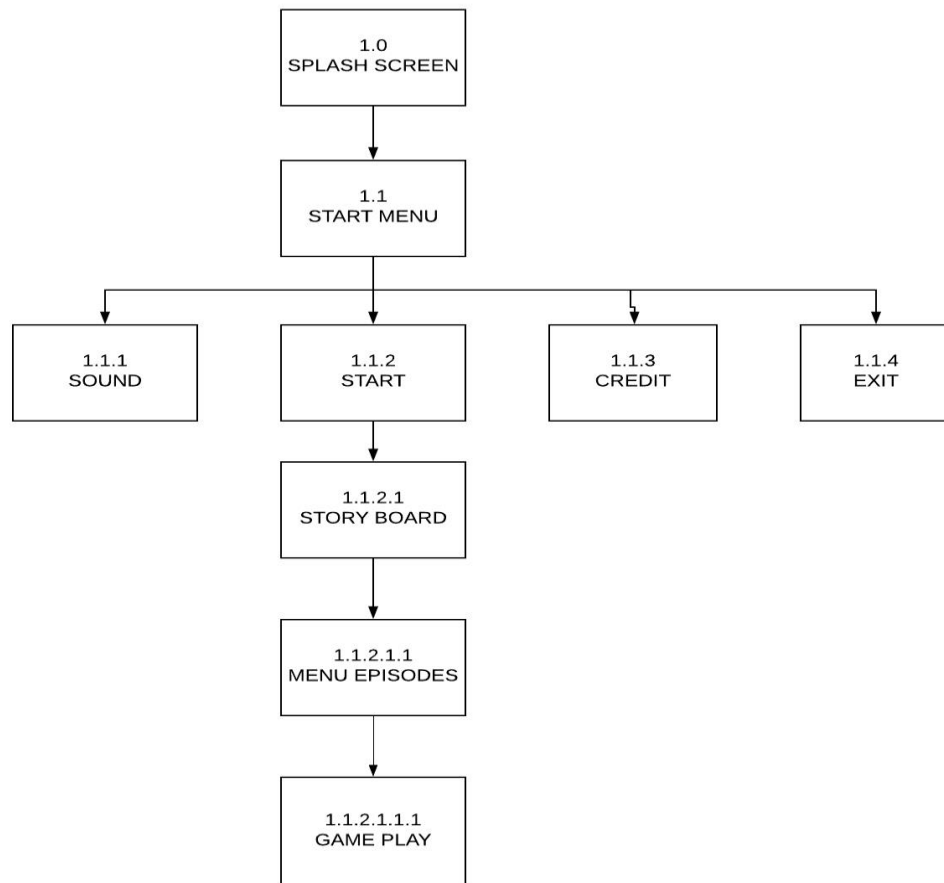 1.0
SPLASH SCREEN
1.1
START MENU
1.1.1
SOUND
1.1.2
START
1.1.3
CREDIT
1.1.4
EXIT
1.1.2.1
STORY BOARD
1.1.2.1.1
MENU EPISODES
1.1.2.1.1.1
GAME PLAY